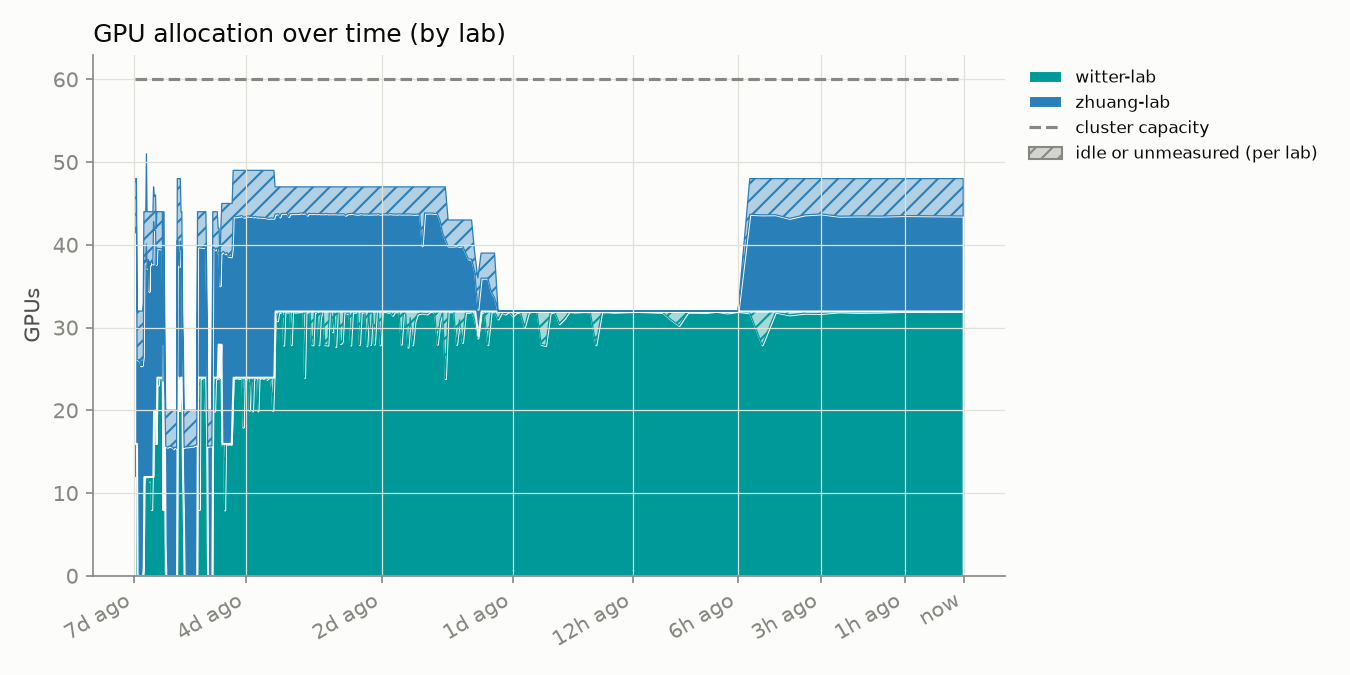 GPU allocation over time (by lab)
60
50
40
30
20
10
0
GPUs
7d ago
4d ago
2d ago
1d ago
12h ago
6h ago
3h ago
1h ago
now
witter-lab
zhuang-lab
cluster capacity
idle or unmeasured (per lab)